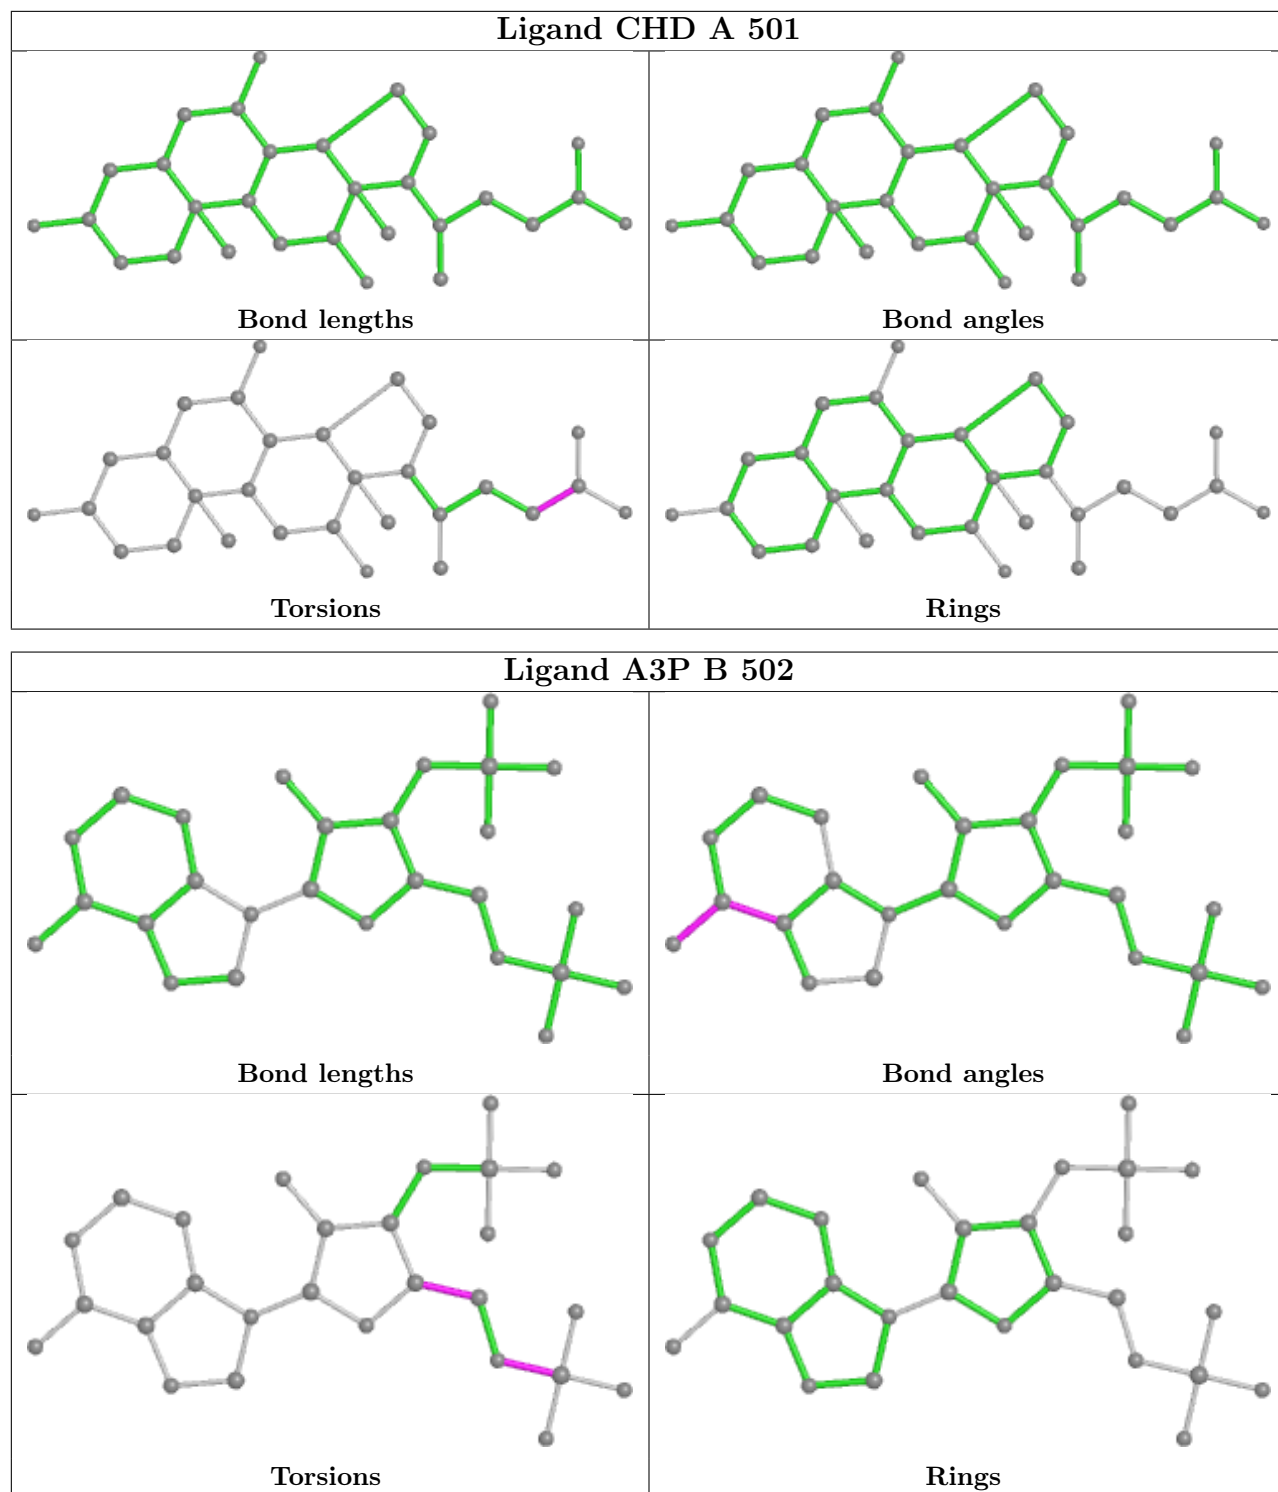 Ligand CHD A 501
Bond lengths
Bond angles
Torsions
Rings
Ligand A3P B 502
Bond lengths
Bond angles
Torsions
Rings